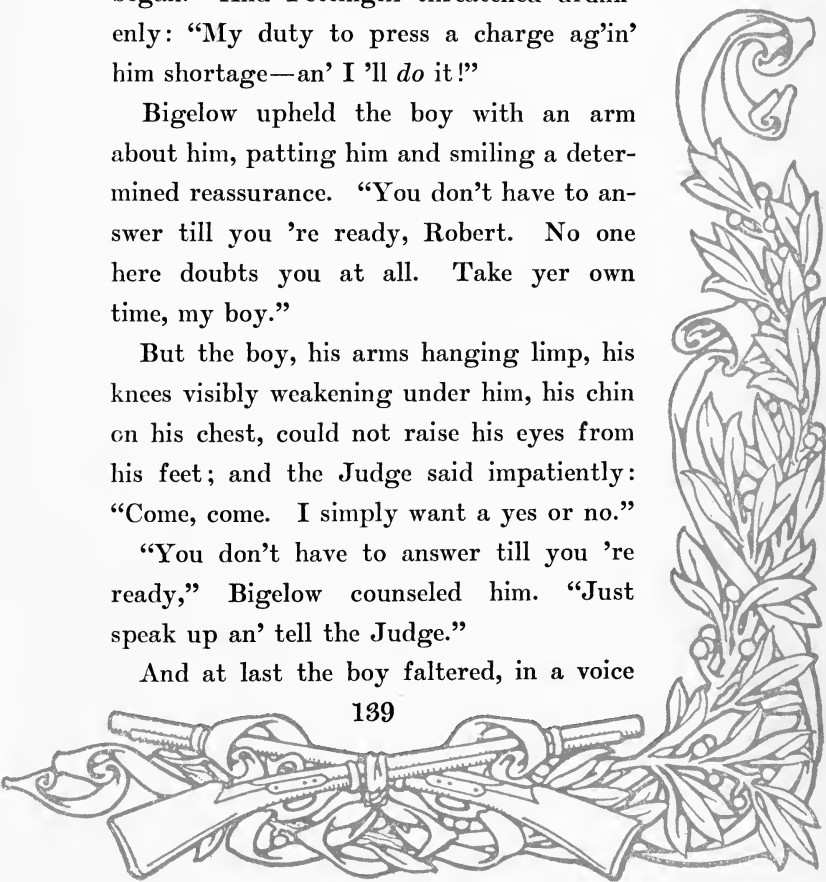 enly: “My duty to press a charge ag'in'
him shortage—an' I 'll do it!”
Bigelow upheld the boy with an arm
about him, patting him and smiling a deter-
mined reassurance. “You don't have to an-
swer till you 're ready, Robert. No one
here doubts you at all. Take yer own
time, my boy.”
But the boy, his arms hanging limp, his
knees visibly weakening under him, his chin
on his chest, could not raise his eyes from
his feet; and the Judge said impatiently:
“Come, come. I simply want a yes or no.”
“You don't have to answer till you 're
ready,” Bigelow counseled him. “Just
speak up an' tell the Judge.”
And at last the boy faltered, in a voice
139